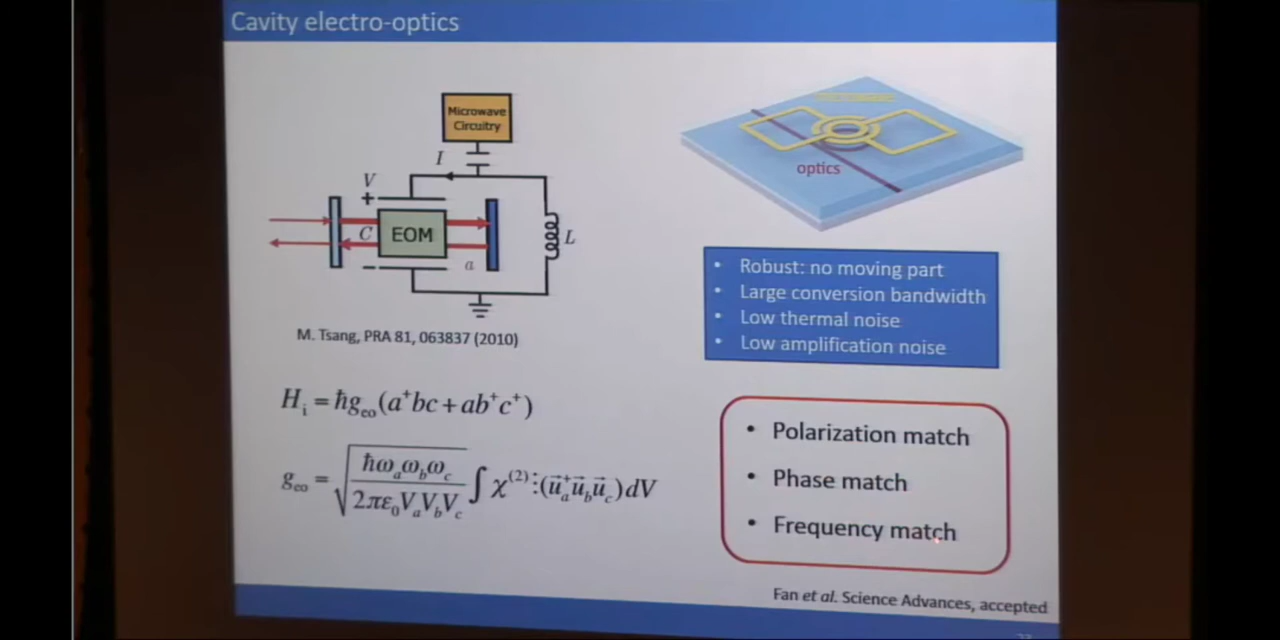 Cavity electro-optics
Microwave
Circuitry
I
V
+
C
EOM
a
L
−
M. Tsang, PRA 81, 063837 (2010)
optics
• Robust: no moving part
• Large conversion bandwidth
• Low thermal noise
• Low amplification noise
Hᵢ = ħg_eo(a⁺bc + ab⁺c⁺)
g_eo = √(ħω_aω_bω_c / 2πε₀V_aV_bV_c) ∫ χ⁽²⁾⋮(u⃗_a⁺u⃗_bu⃗_c)dV
• Polarization match
• Phase match
• Frequency match
Fan et al. Science Advances, accepted